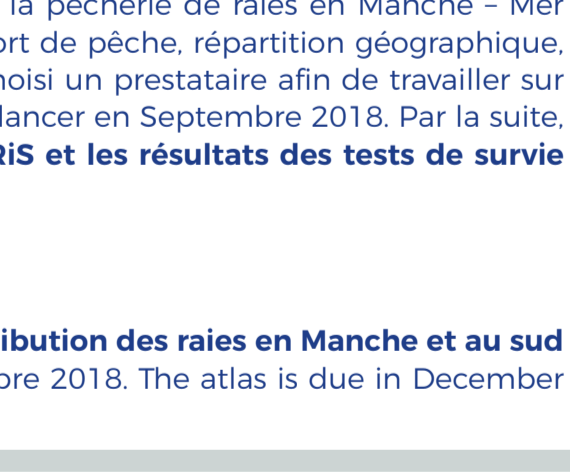 la pêcherie de raies en Manche – Mer
ort de pêche, répartition géographique,
hoisi un prestataire afin de travailler sur
lancer en Septembre 2018. Par la suite,
RiS et les résultats des tests de survie
ibution des raies en Manche et au sud
bre 2018. The atlas is due in December